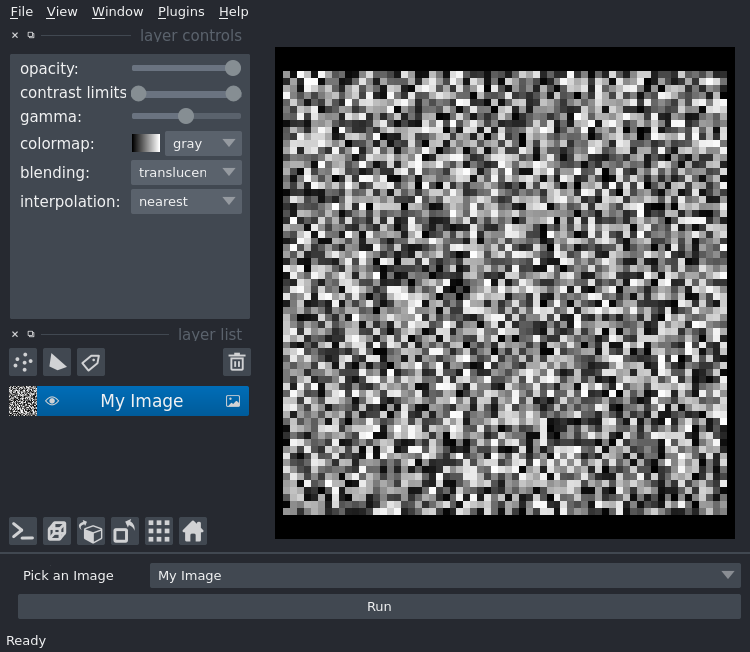 File View Window Plugins Help
layer controls
opacity:
contrast limits
gamma:
colormap: gray
blending: translucen
interpolation: nearest
layer list
My Image
Pick an Image My Image
Run
Ready